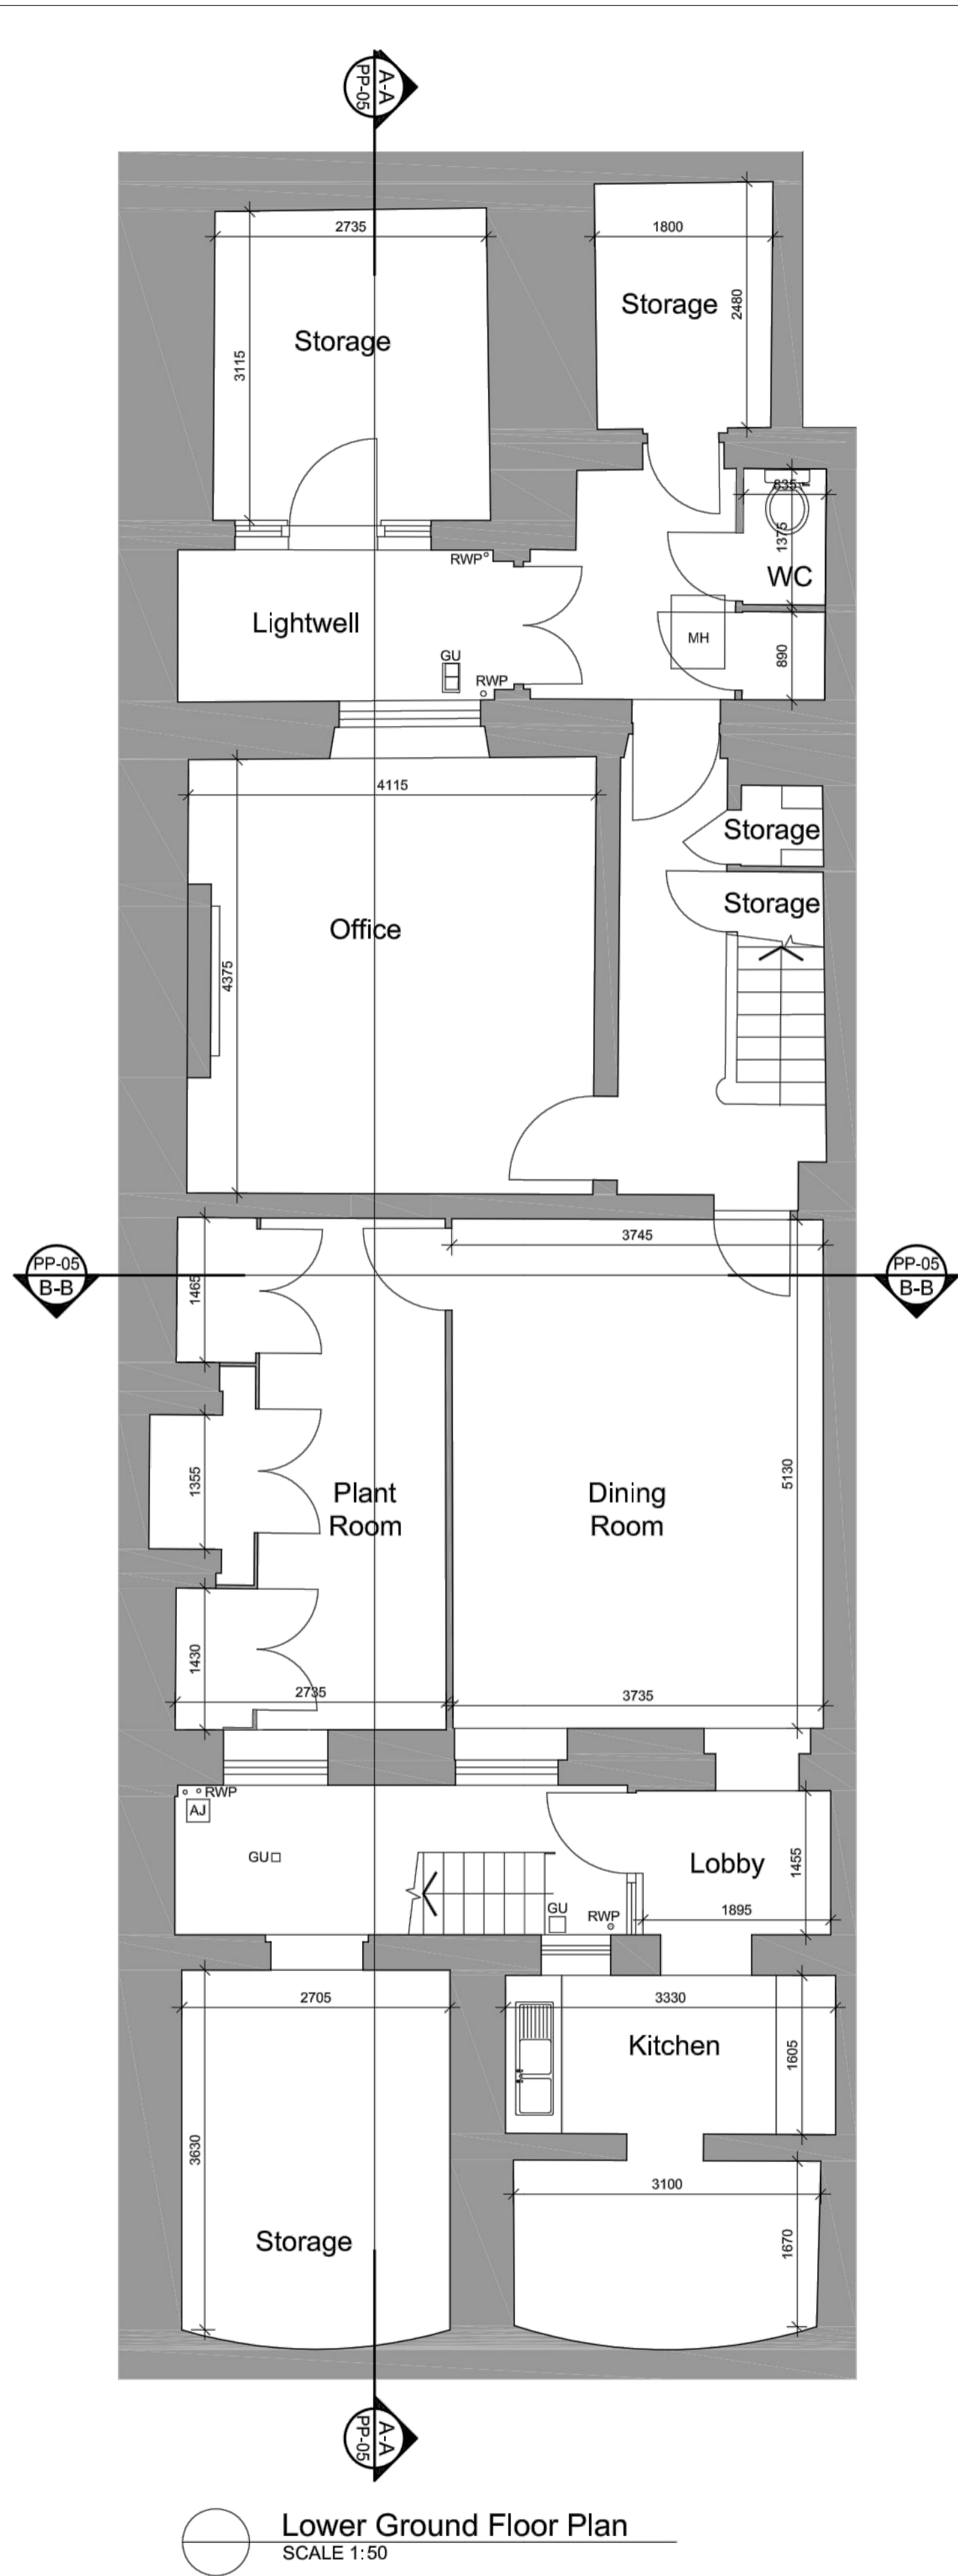 A-A
PP-05
2735
1800
Storage
2480
Storage
3115
835
1375
RWP
WC
Lightwell
MH
GU
890
RWP
4115
Storage
Storage
Office
4375
3745
PP-05
B-B
PP-05
B-B
1465
1355
5130
Plant
Room
Dining
Room
1430
2735
3735
RWP
AJ
GU
Lobby
1455
GU
RWP
1895
2705
3330
Kitchen
1605
3630
3100
Storage
1670
A-A
PP-05
Lower Ground Floor Plan
SCALE 1:50